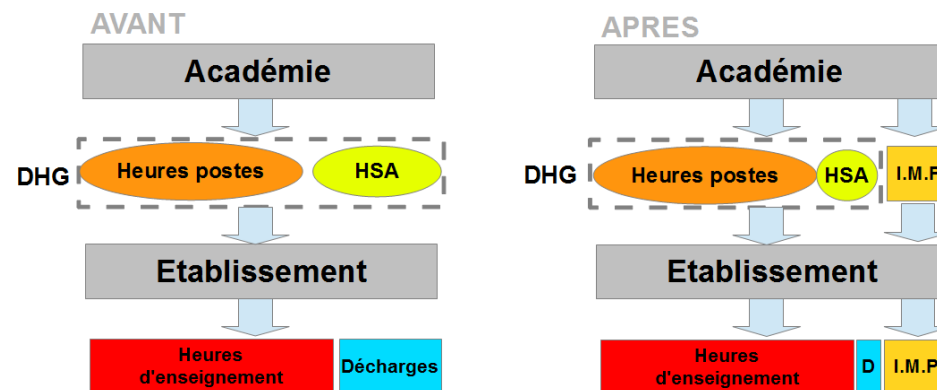 AVANT
Académie
DHG
Heures postes
HSA
Etablissement
Heures
d'enseignement
Décharges
APRES
Académie
DHG
Heures postes
HSA
I.M.P
Etablissement
Heures
d'enseignement
D
I.M.P